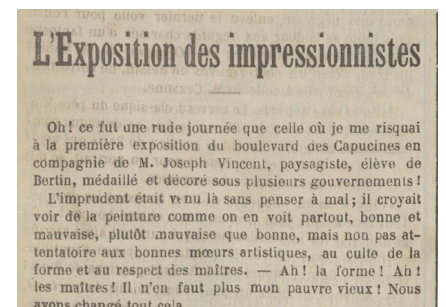 L'Exposition des impressionnistes
Oh! ce fut une rude journée que celle où je me risquai
à la première exposition du boulevard des Capucines en
compagnie de M. Joseph Vincent, paysagiste, élève de
Bertin, médaillé et décoré sous plusieurs gouvernements!
L'imprudent était venu là sans penser à mal; il croyait
voir de la peinture comme on en voit partout, bonne et
mauvaise, plutôt mauvaise que bonne, mais non pas at-
tentatoire aux bonnes mœurs artistiques, au culte de la
forme et au respect des maîtres. — Ah! la forme! Ah!
les maîtres! Il n'en faut plus mon pauvre vieux! Nous
avons changé tout cela